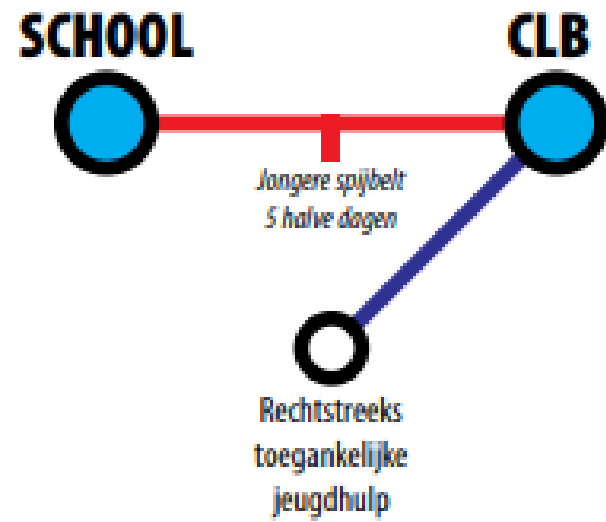 SCHOOL
CLB
Jongere spijbelt
5 halve dagen
Rechtstreeks
toegankelijke
jeugdhulp